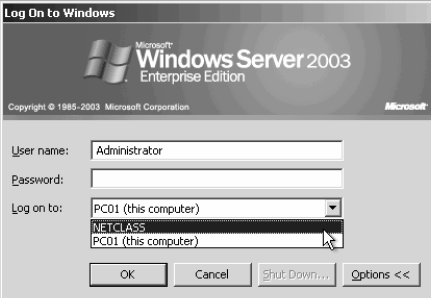 Log On to Windows
Microsoft
Windows Server 2003
Enterprise Edition
Copyright © 1985-2003 Microsoft Corporation Microsoft
User name: Administrator
Password:
Log on to: PC01 (this computer)
NETCLASS
PC01 (this computer)
OK Cancel Shut Down... Options <<